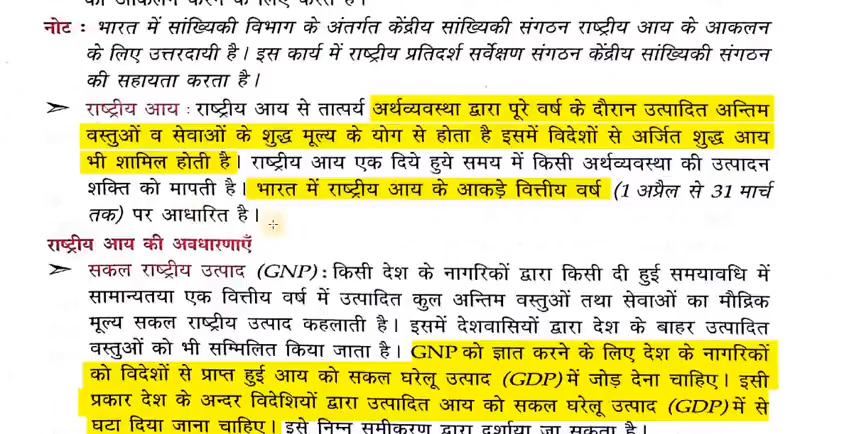 का आकलन करने के लिए करते हैं।
नोट : भारत में सांख्यिकी विभाग के अंतर्गत केंद्रीय सांख्यिकी संगठन राष्ट्रीय आय के आकलन
के लिए उत्तरदायी है। इस कार्य में राष्ट्रीय प्रतिदर्श सर्वेक्षण संगठन केंद्रीय सांख्यिकी संगठन
की सहायता करता है।
➢ राष्ट्रीय आय : राष्ट्रीय आय से तात्पर्य अर्थव्यवस्था द्वारा पूरे वर्ष के दौरान उत्पादित अन्तिम
वस्तुओं व सेवाओं के शुद्ध मूल्य के योग से होता है इसमें विदेशों से अर्जित शुद्ध आय
भी शामिल होती है। राष्ट्रीय आय एक दिये हुये समय में किसी अर्थव्यवस्था की उत्पादन
शक्ति को मापती है। भारत में राष्ट्रीय आय के आकड़े वित्तीय वर्ष (1 अप्रैल से 31 मार्च
तक) पर आधारित है।
राष्ट्रीय आय की अवधारणाएँ
➢ सकल राष्ट्रीय उत्पाद (GNP) : किसी देश के नागरिकों द्वारा किसी दी हुई समयावधि में
सामान्यतया एक वित्तीय वर्ष में उत्पादित कुल अन्तिम वस्तुओं तथा सेवाओं का मौद्रिक
मूल्य सकल राष्ट्रीय उत्पाद कहलाती है। इसमें देशवासियों द्वारा देश के बाहर उत्पादित
वस्तुओं को भी सम्मिलित किया जाता है। GNP को ज्ञात करने के लिए देश के नागरिकों
को विदेशों से प्राप्त हुई आय को सकल घरेलू उत्पाद (GDP) में जोड़ देना चाहिए। इसी
प्रकार देश के अन्दर विदेशियों द्वारा उत्पादित आय को सकल घरेलू उत्पाद (GDP) में से
घटा दिया जाना चाहिए। इसे निम्न समीकरण द्वारा दर्शाया जा सकता है।